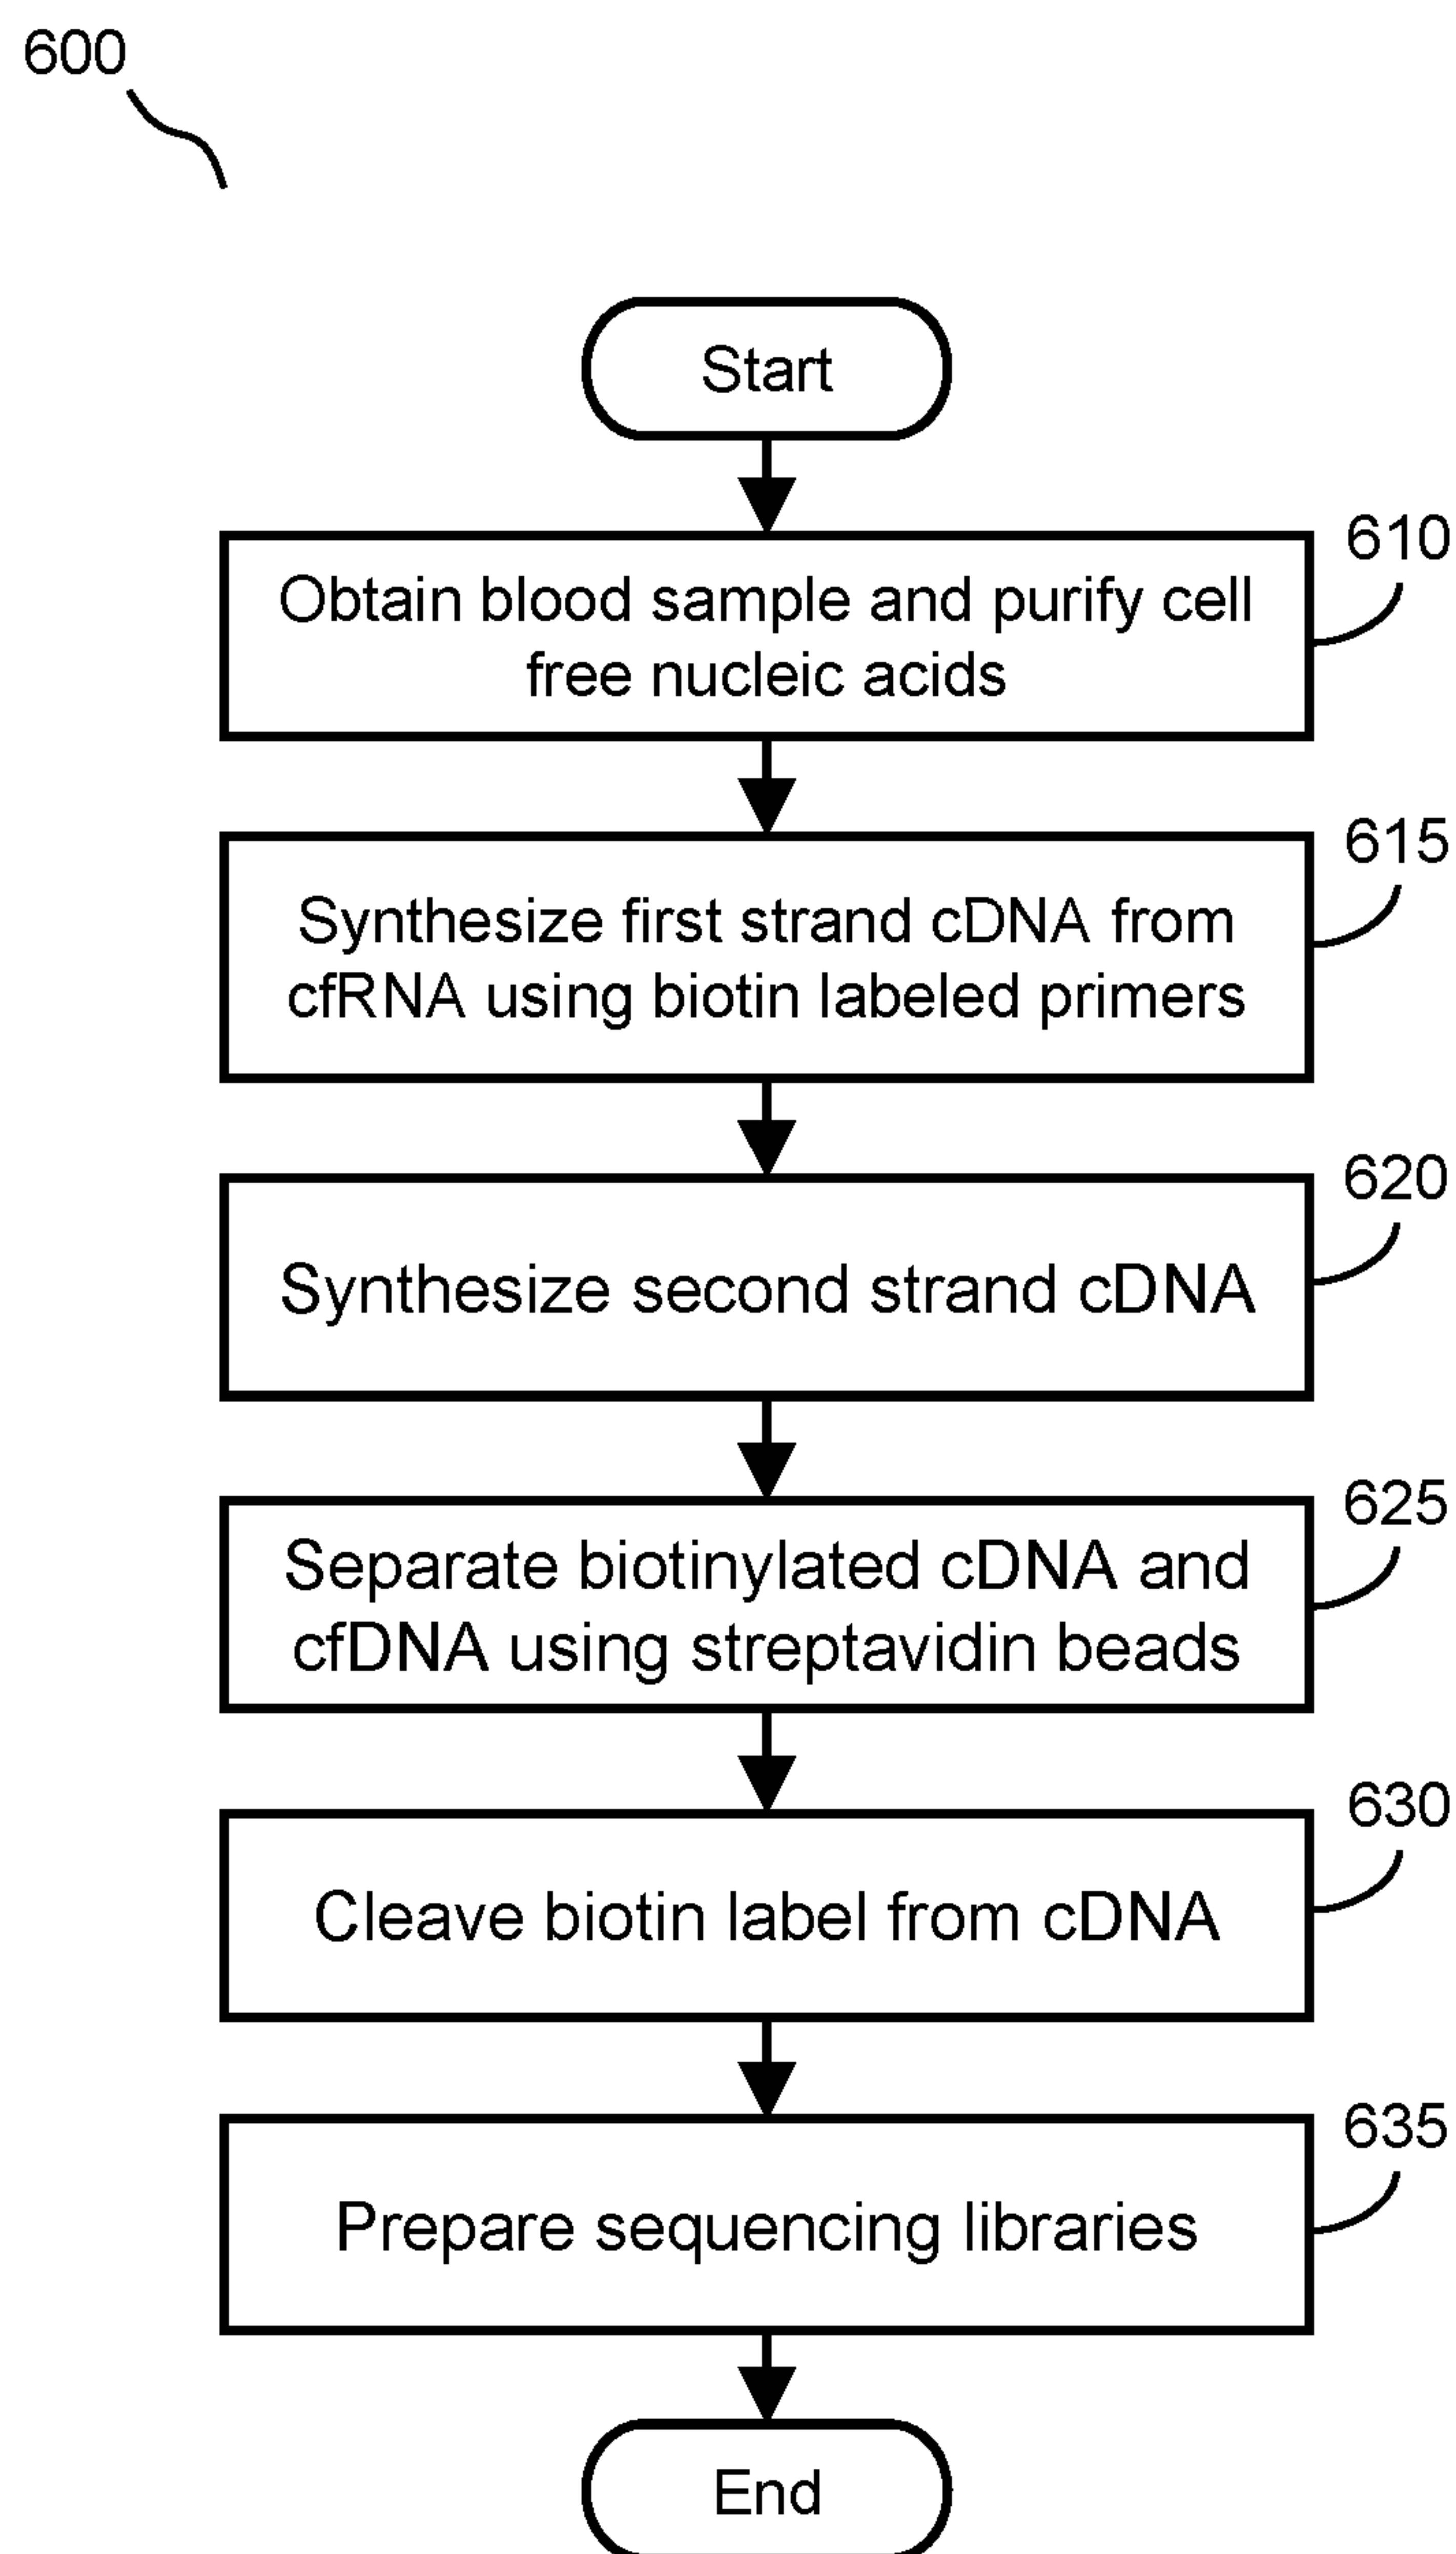 600
Start
610
Obtain blood sample and purify cell
free nucleic acids
615
Synthesize first strand cDNA from
cfRNA using biotin labeled primers
620
Synthesize second strand cDNA
625
Separate biotinylated cDNA and
cfDNA using streptavidin beads
630
Cleave biotin label from cDNA
635
Prepare sequencing libraries
End